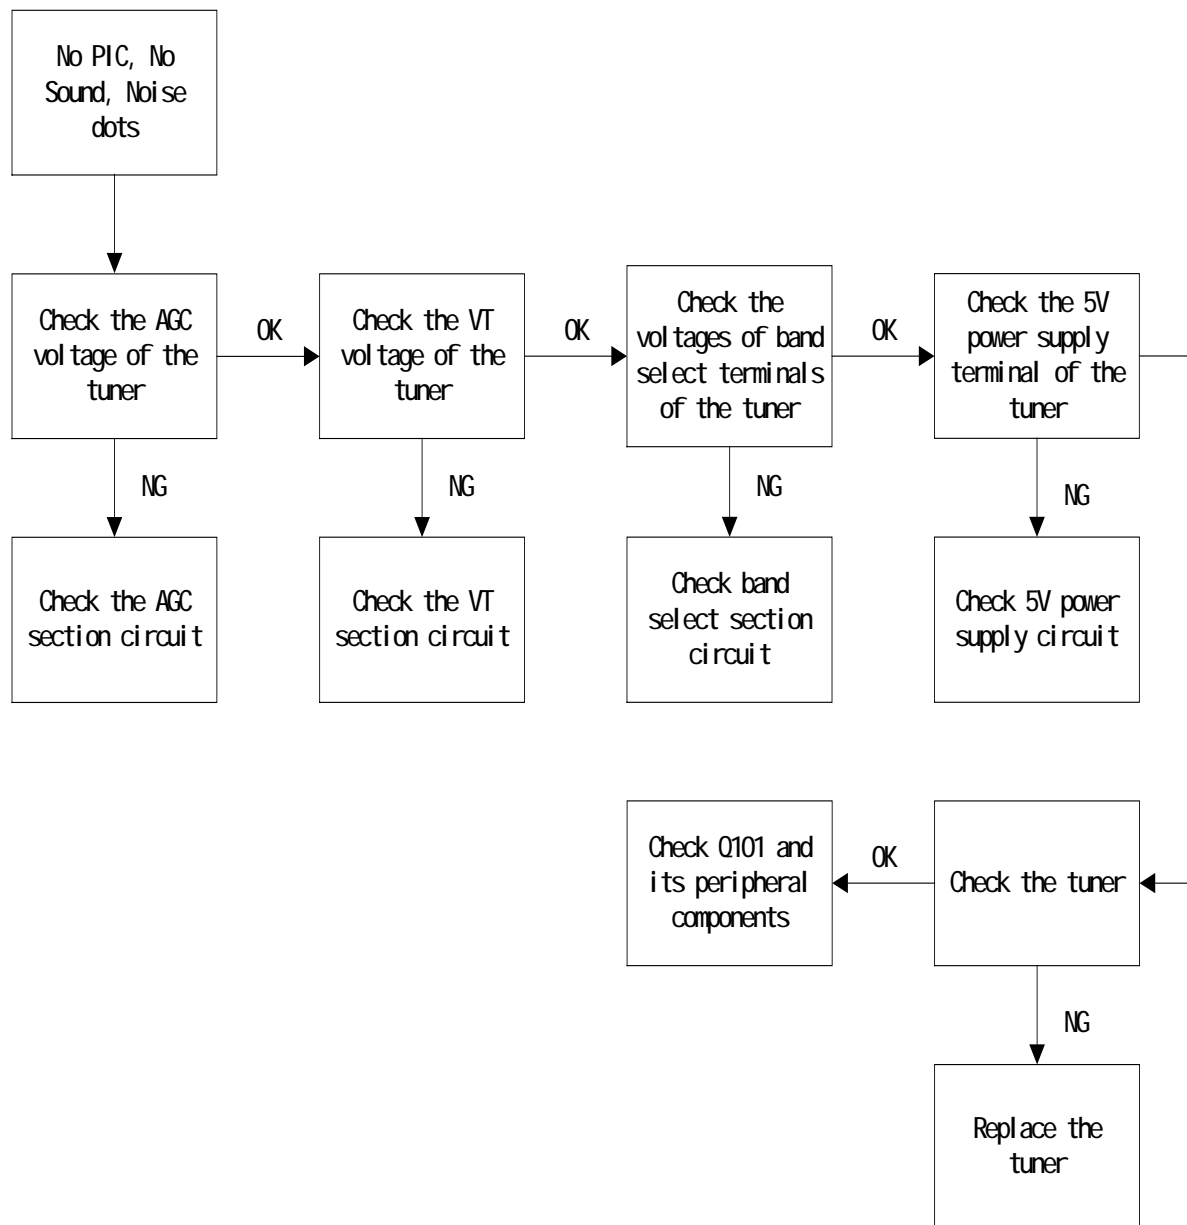 No PIC, No
Sound, Noise
dots
Check the AGC
voltage of the
tuner
OK
Check the VT
voltage of the
tuner
OK
Check the
voltages of band
select terminals
of the tuner
OK
Check the 5V
power supply
terminal of the
tuner
NG
NG
NG
NG
Check the AGC
section circuit
Check the VT
section circuit
Check band
select section
circuit
Check 5V power
supply circuit
Check Q101 and
its peripheral
components
OK
Check the tuner
NG
Replace the
tuner